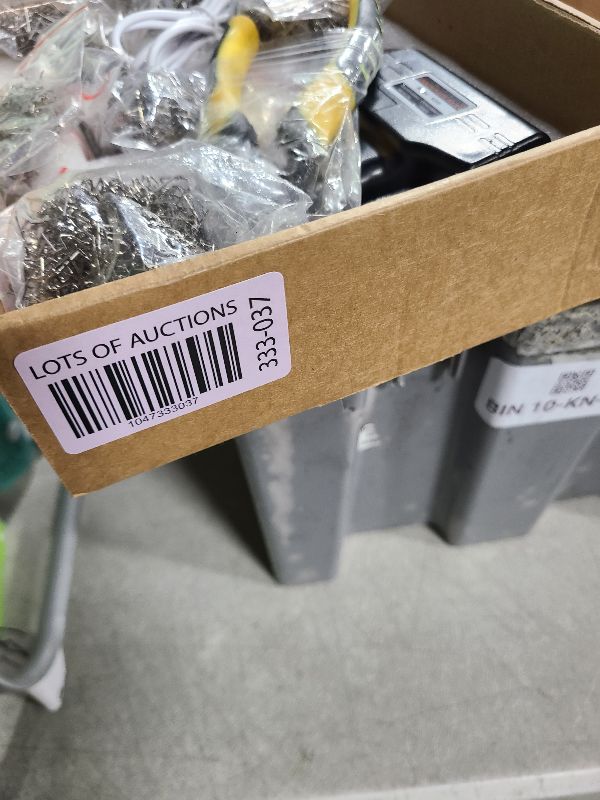 LOTS OF AUCTIONS
333-037
1047333037
BIN 10-KN-